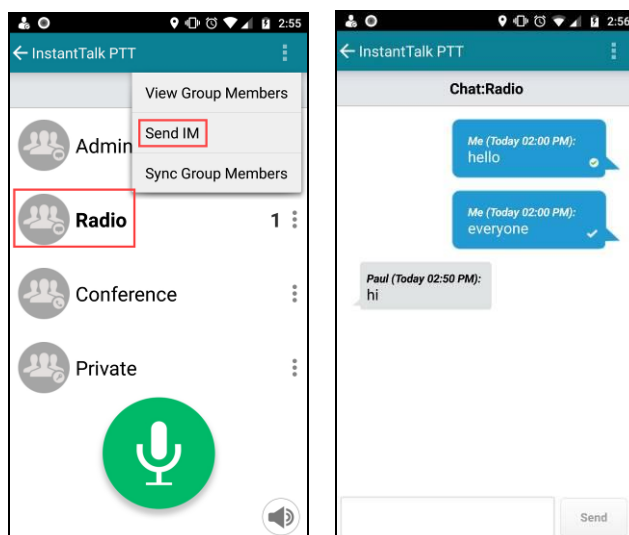 2:55
InstantTalk PTT
View Group Members
Admin
Send IM
Sync Group Members
Radio 1
Conference
Private
2:56
InstantTalk PTT
Chat:Radio
Me (Today 02:00 PM):
hello
Me (Today 02:00 PM):
everyone
Paul (Today 02:50 PM):
hi
Send